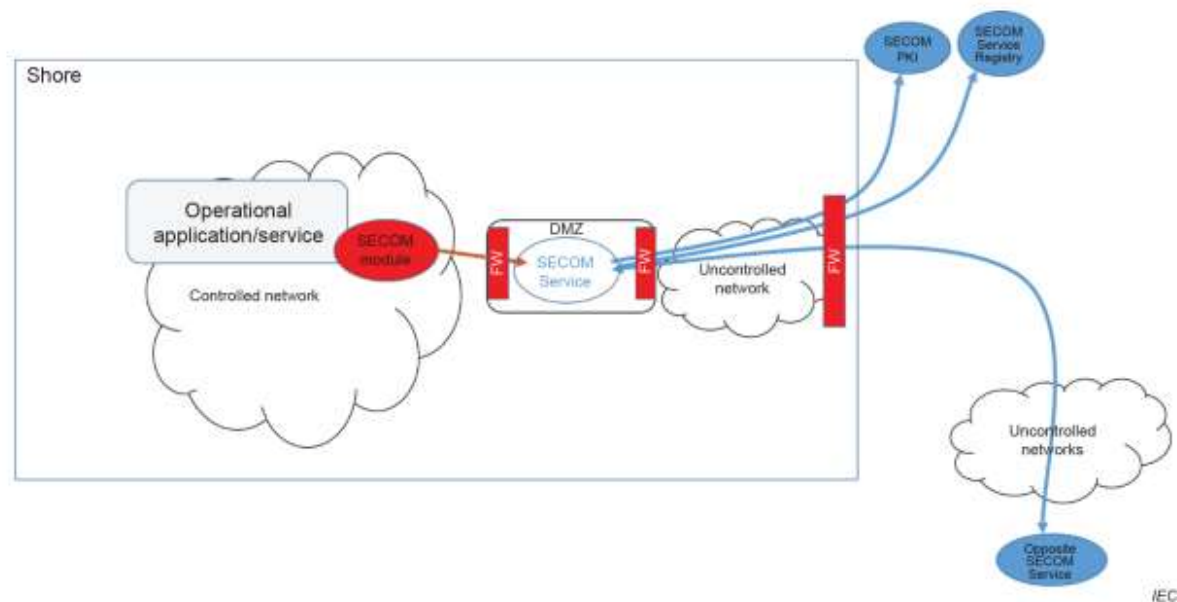 SECOM
PKI
SECOM
Service
Registry
Shore
Operational
application/service
SECOM
module
Controlled network
DMZ
FW
SECOM
Service
FW
Uncontrolled
network
FW
Uncontrolled
networks
Opposite
SECOM
Service
IEC